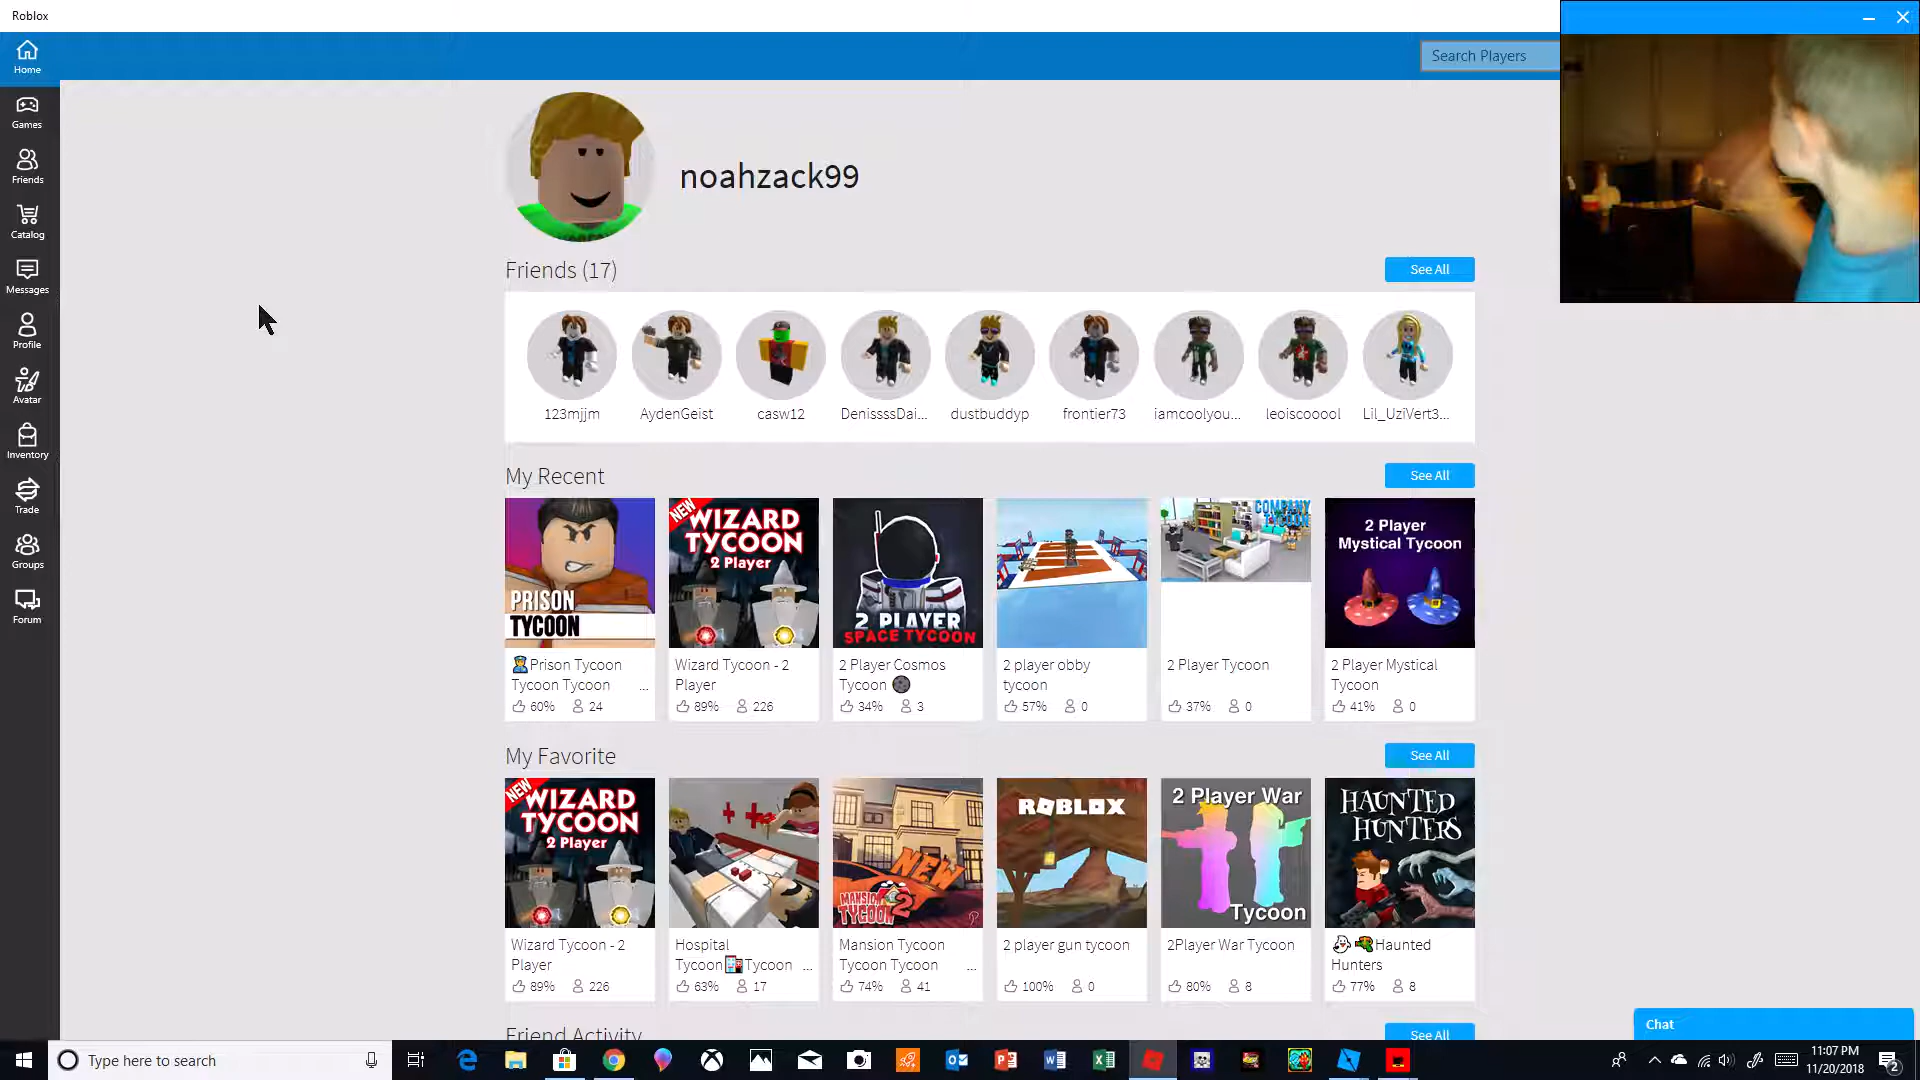 Roblox
Home
Search Players
Games
Friends
Catalog
Messages
Profile
Avatar
Inventory
Trade
Groups
Forum
noahzack99
Friends (17)
See All
123mjjm
AydenGeist
casw12
DenissssDai...
dustbuddyp
frontier73
iamcoolyou...
leoiscooool
Lil_UziVert3...
My Recent
See All
PRISON
TYCOON
NEW
WIZARD
TYCOON
2 Player
2 PLAYER
SPACE TYCOON
COMPANY
TYCOON
2 Player
Mystical Tycoon
Prison Tycoon
Tycoon Tycoon ...
60% 24
Wizard Tycoon - 2
Player
89% 226
2 Player Cosmos
Tycoon
34% 3
2 player obby
tycoon
57% 0
2 Player Tycoon
37% 0
2 Player Mystical
Tycoon
41% 0
My Favorite
See All
NEW
WIZARD
TYCOON
2 Player
NEW
MANSION
TYCOON 2
ROBLOX
2 Player War
Tycoon
HAUNTED
HUNTERS
Wizard Tycoon - 2
Player
89% 226
Hospital
Tycoon Tycoon ...
63% 17
Mansion Tycoon
Tycoon Tycoon ...
74% 41
2 player gun tycoon
100% 0
2Player War Tycoon
80% 8
Haunted
Hunters
77% 8
Friend Activity
See All
Chat
Type here to search
11:07 PM
11/20/2018
2